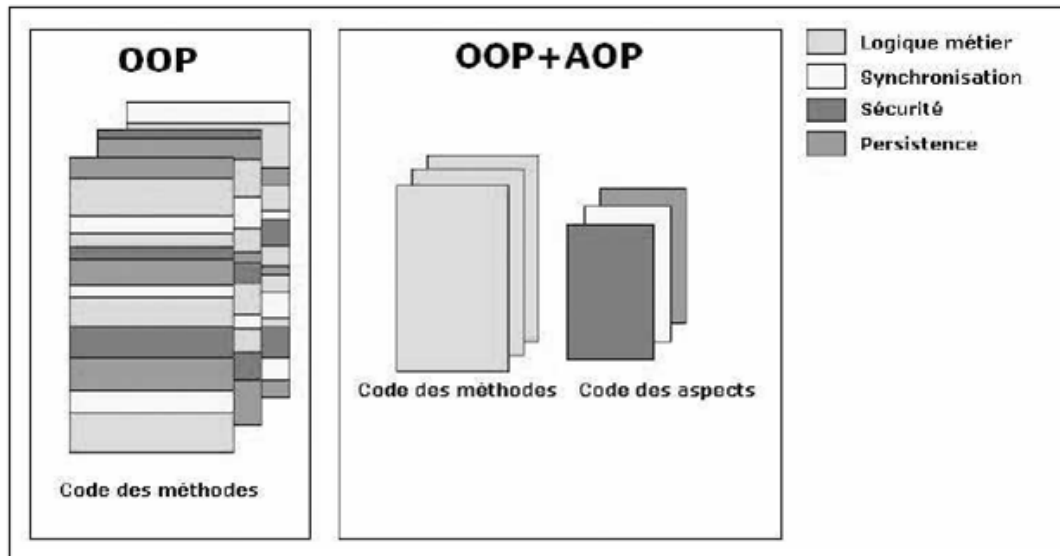 OOP
Code des méthodes
OOP+AOP
Code des méthodes
Code des aspects
Logique métier
Synchronisation
Sécurité
Persistence